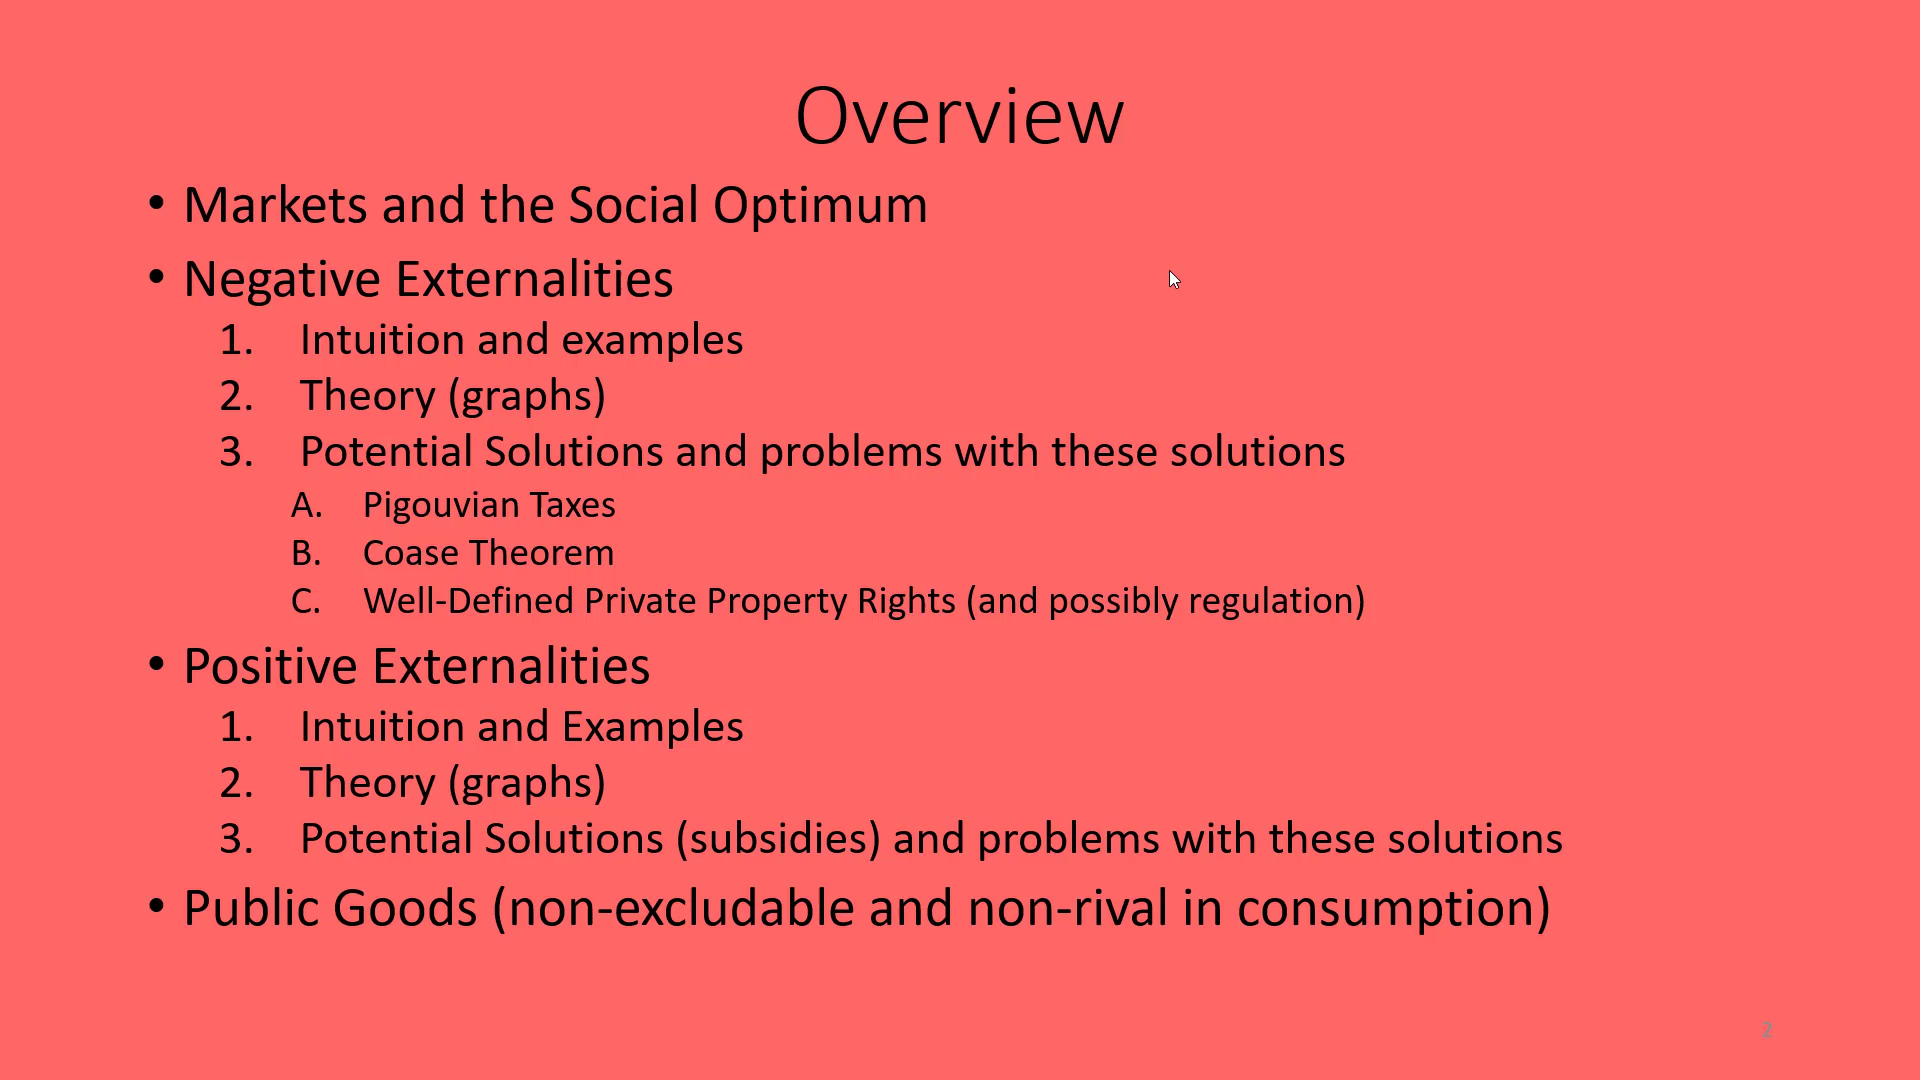 Overview
• Markets and the Social Optimum
• Negative Externalities
1. Intuition and examples
2. Theory (graphs)
3. Potential Solutions and problems with these solutions
A. Pigouvian Taxes
B. Coase Theorem
C. Well-Defined Private Property Rights (and possibly regulation)
• Positive Externalities
1. Intuition and Examples
2. Theory (graphs)
3. Potential Solutions (subsidies) and problems with these solutions
• Public Goods (non-excludable and non-rival in consumption)
2